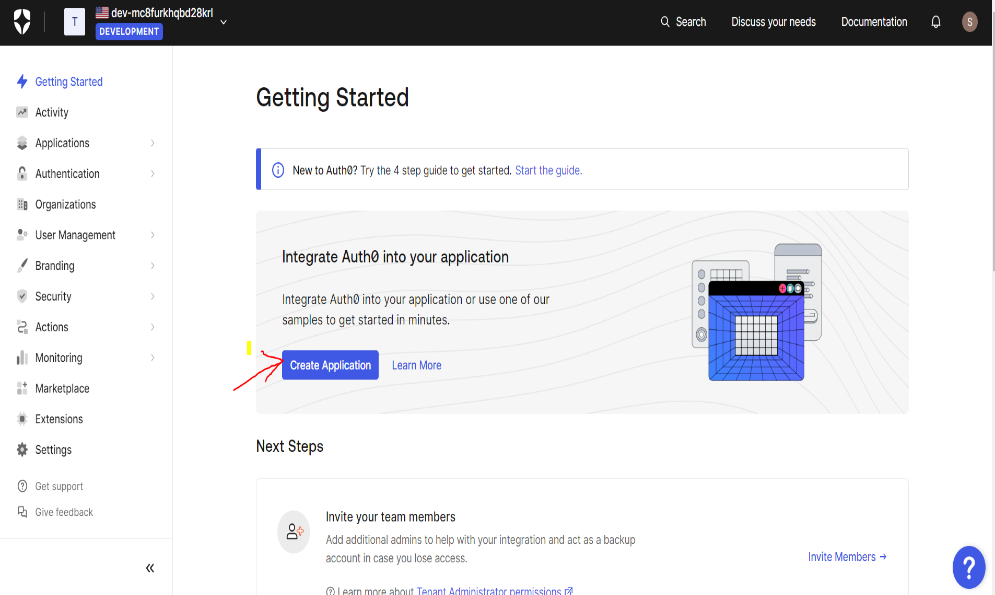 T
dev-mc8furkhqbd28krl
DEVELOPMENT
Search
Discuss your needs
Documentation
S
Getting Started
Activity
Applications
Authentication
Organizations
User Management
Branding
Security
Actions
Monitoring
Marketplace
Extensions
Settings
Get support
Give feedback
Getting Started
New to Auth0? Try the 4 step guide to get started. Start the guide.
Integrate Auth0 into your application
Integrate Auth0 into your application or use one of our
samples to get started in minutes.
Create Application
Learn More
Next Steps
Invite your team members
Add additional admins to help with your integration and act as a backup
account in case you lose access.
Invite Members →
Learn more about Tenant Administrator permissions
?